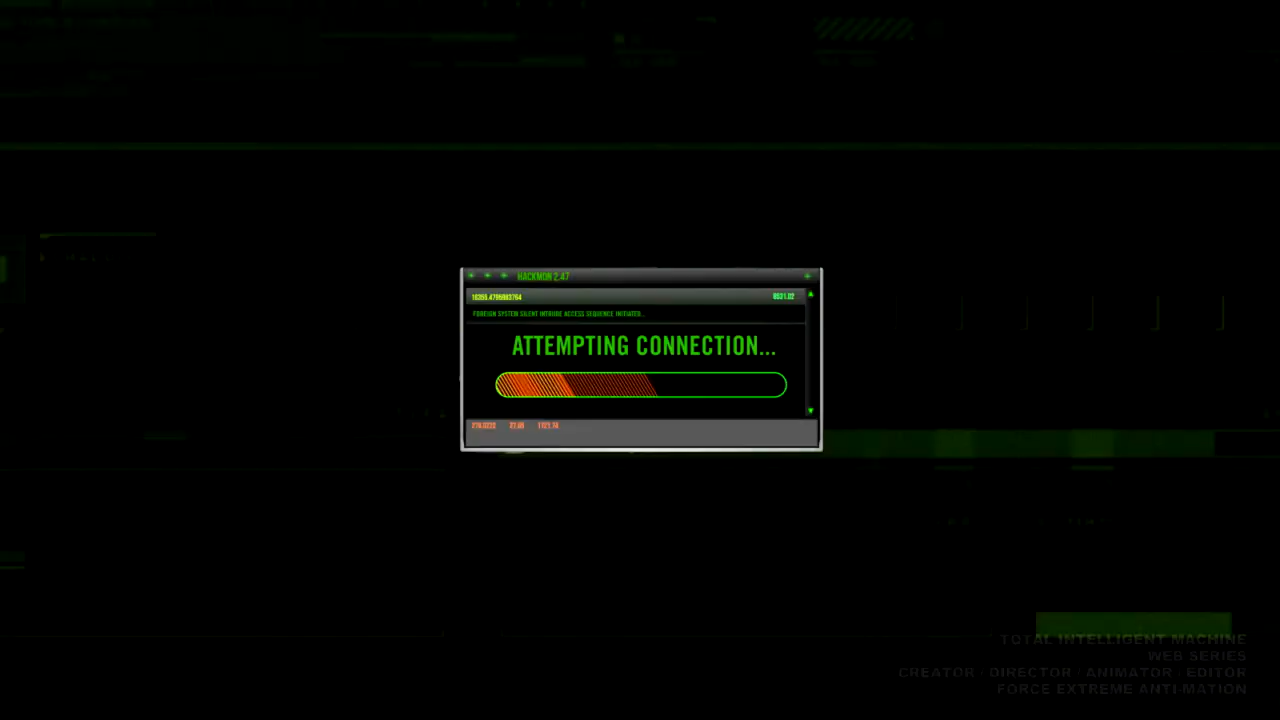 HACKMON 2.47
FOREIGN SYSTEM SILENT INTRUDE ACCESS SEQUENCE INITIATED...
ATTEMPTING CONNECTION...
TOTAL INTELLIGENT MACHINE
WEB SERIES
CREATOR · DIRECTOR · ANIMATOR · EDITOR
FORCE EXTREME ANTI-MATION